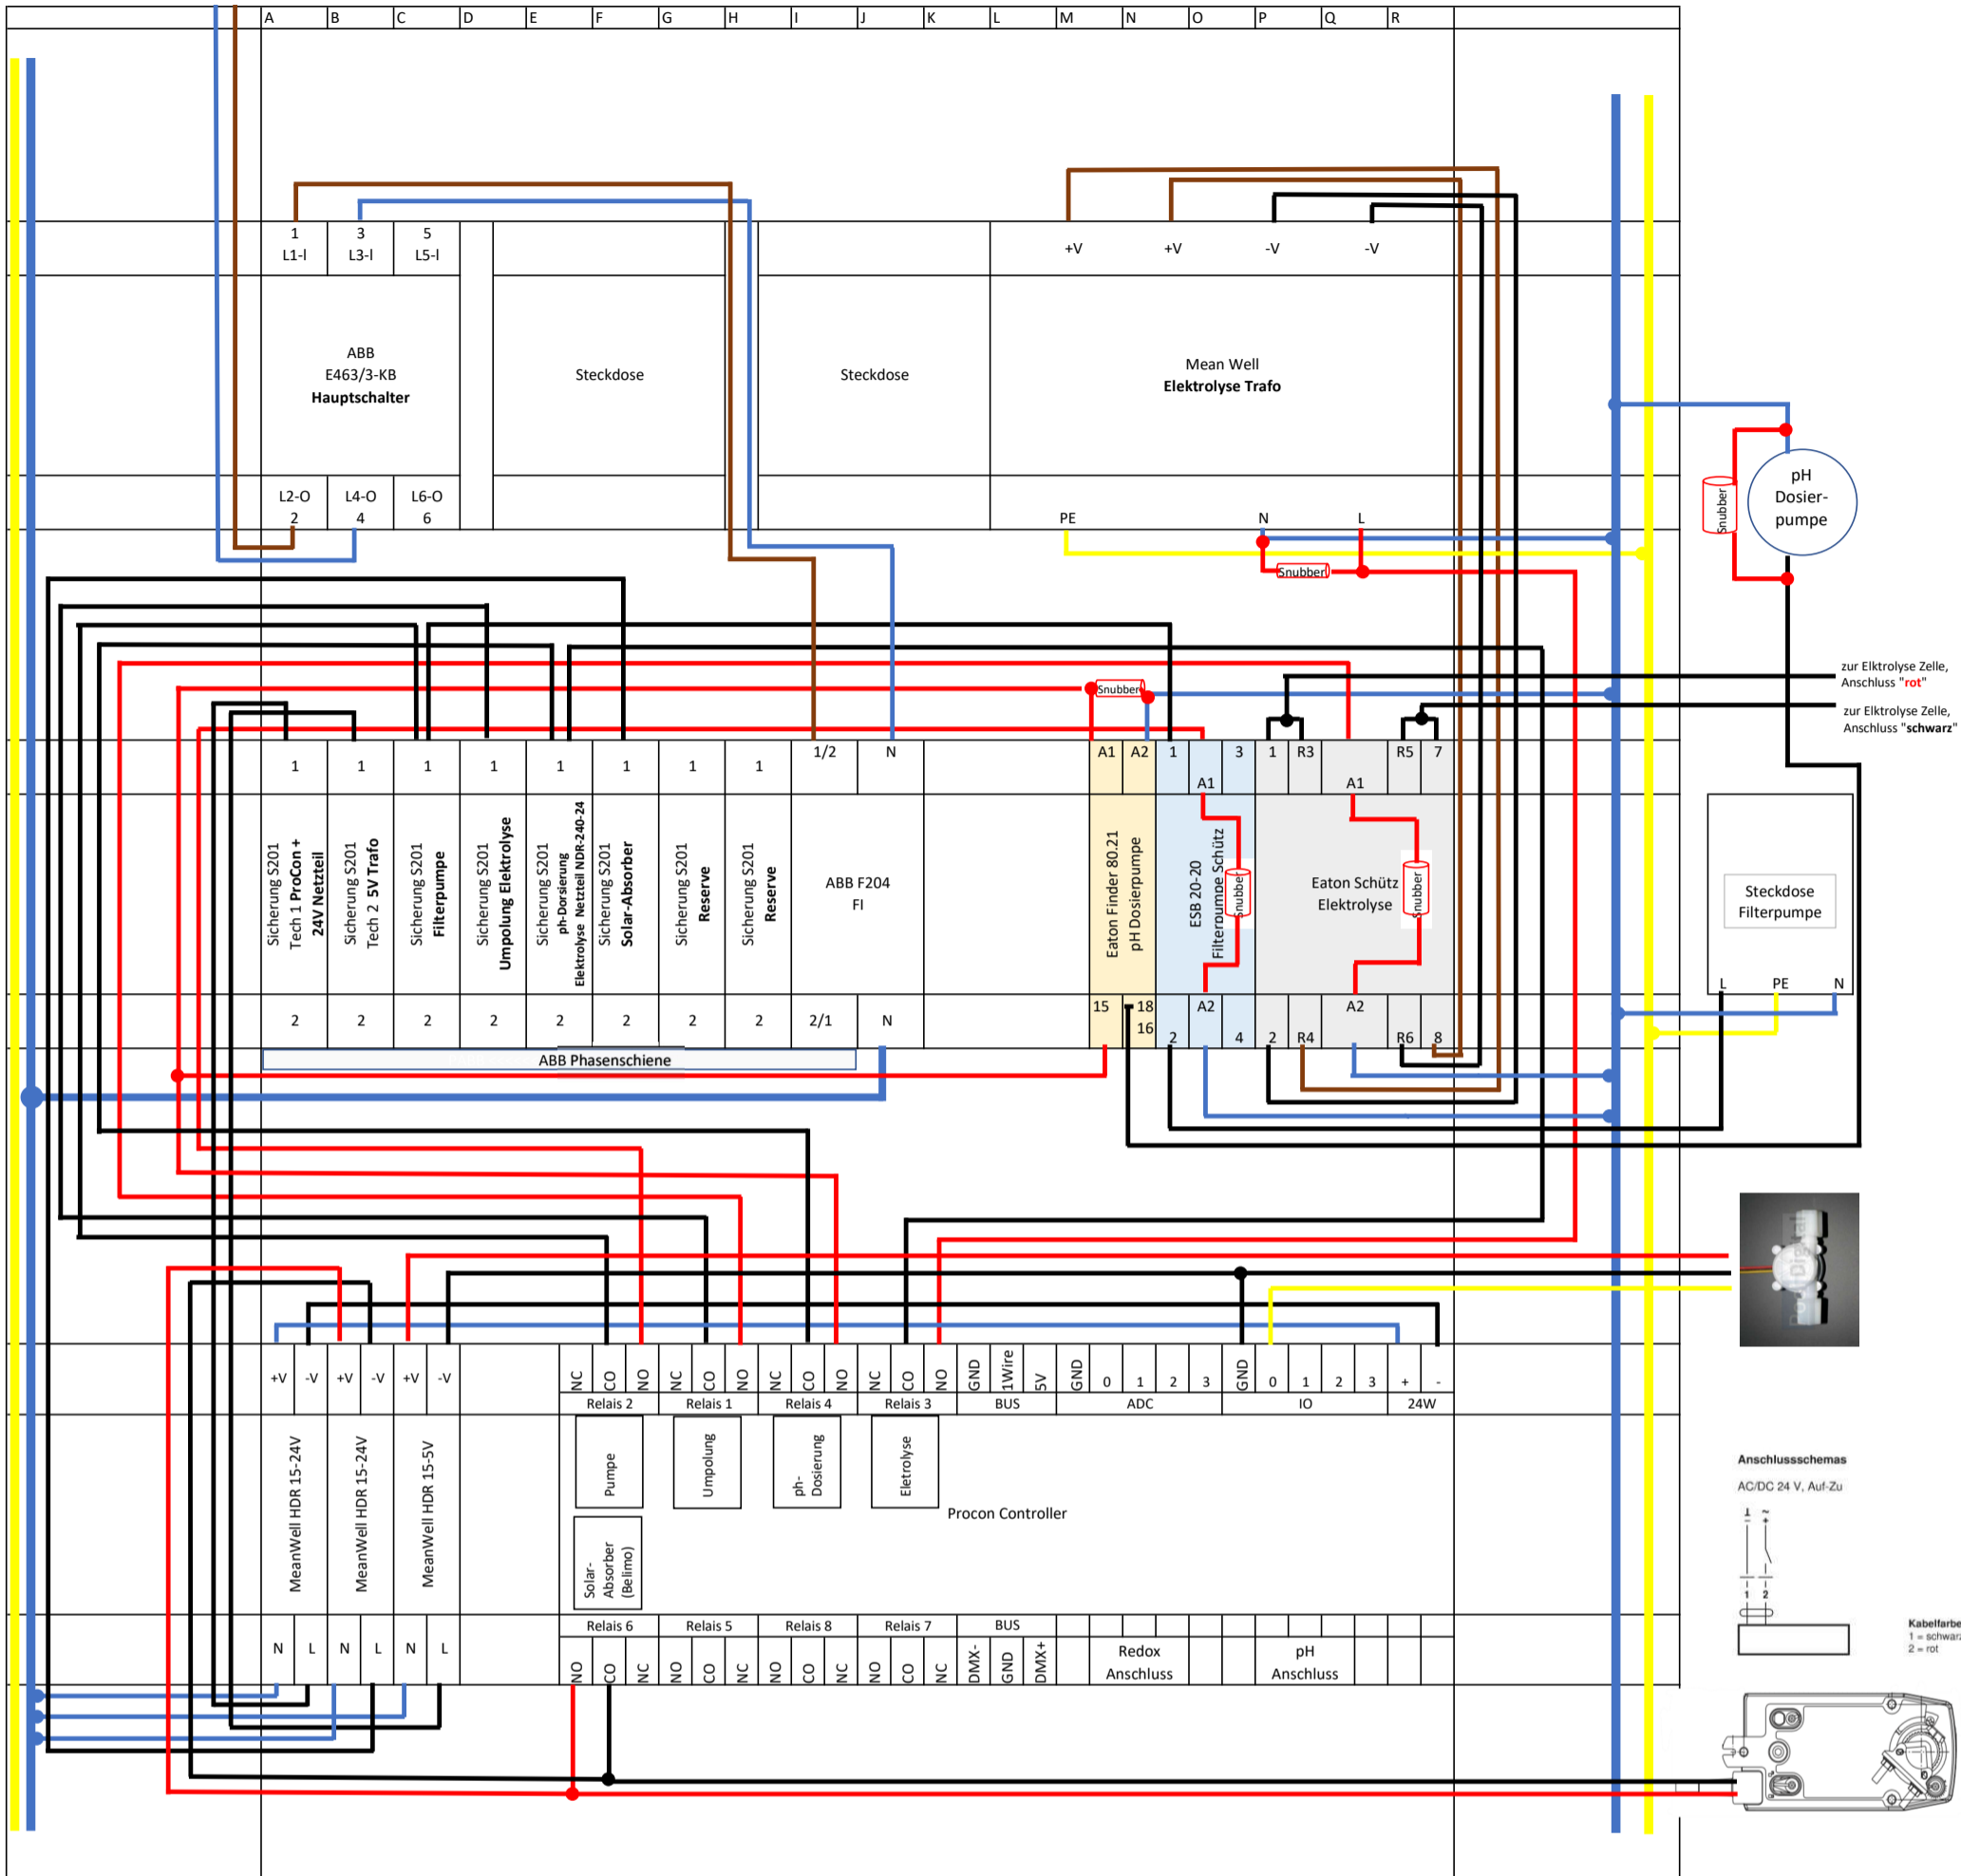 A B C D E F G H I J K L M N O P Q R
1 3 5
L1-I L3-I L5-I
+V +V -V -V
ABB
E463/3-KB
Hauptschalter
Steckdose
Steckdose
Mean Well
Elektrolyse Trafo
L2-O L4-O L6-O
2 4 6
PE N L
Snubber
Snubber
pH
Dosier-
pumpe
zur Elktrolyse Zelle,
Anschluss "rot"
zur Elktrolyse Zelle,
Anschluss "schwarz"
Snubber
1 1 1 1 1 1 1 1 1/2 N
A1 A2 1 3 1 R3 R5 7
A1 A1
Sicherung S201
Tech 1 ProCon +
24V Netzteil
Sicherung S201
Tech 2 5V Trafo
Sicherung S201
Filterpumpe
Sicherung S201
Umpolung Elektrolyse
Sicherung S201
ph-Dorsierung
Elektrolyse Netzteil NDR-240-24
Sicherung S201
Solar-Absorber
Sicherung S201
Reserve
Sicherung S201
Reserve
ABB F204
FI
Eaton Finder 80.21
pH Dosierpumpe
ESB 20-20
Filterpumpe Schütz
Snubber
Eaton Schütz
Elektrolyse
Snubber
Steckdose
Filterpumpe
L PE N
2 2 2 2 2 2 2 2 2/1 N
15 18 A2 A2
16
2 4 2 R4 R6 8
ABB Phasenschiene
+V -V +V -V +V -V
NC CO NO NC CO NO NC CO NO NC CO NO GND 1Wire 5V GND 0 1 2 3 GND 0 1 2 3 + -
Relais 2 Relais 1 Relais 4 Relais 3 BUS ADC IO 24W
MeanWell HDR 15-24V
MeanWell HDR 15-24V
MeanWell HDR 15-5V
Pumpe
Umpolung
ph-
Dosierung
Eletrolyse
Procon Controller
Solar-
Absorber
(Belimo)
N L N L N L
Relais 6 Relais 5 Relais 8 Relais 7 BUS
NO CO NC NO CO NC NO CO NC NO CO NC DMX- GND DMX+
Redox
Anschluss
pH
Anschluss
Anschlussschemas
AC/DC 24 V, Auf-Zu
1 2
Kabelfarbe
1 = schwarz
2 = rot